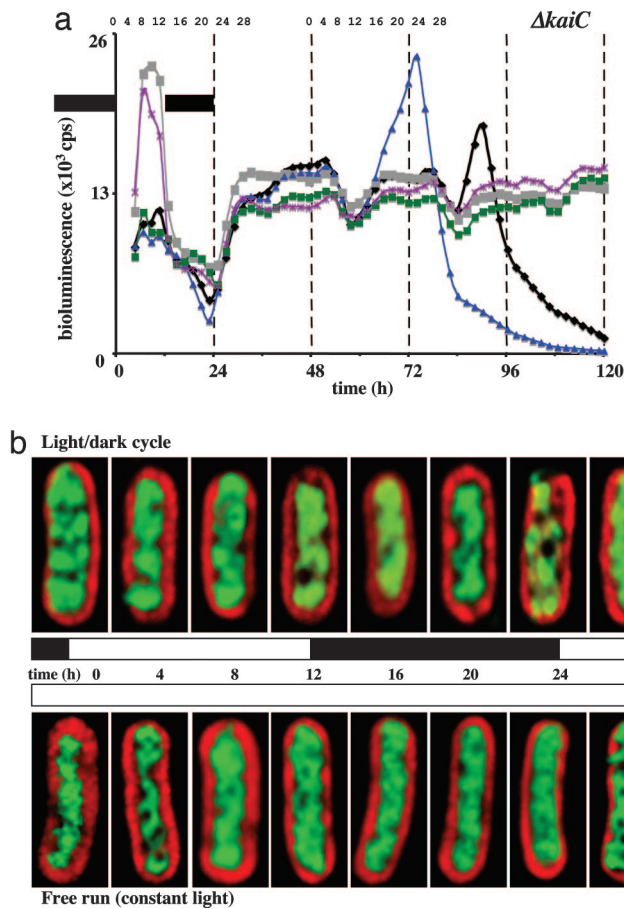 a
0 4 8 12 16 20 24 28 0 4 8 12 16 20 24 28
ΔkaiC
26
13
0
bioluminescence (x10³ cps)
0 24 48 72 96 120
time (h)
b
Light/dark cycle
time (h) 0 4 8 12 16 20 24
Free run (constant light)